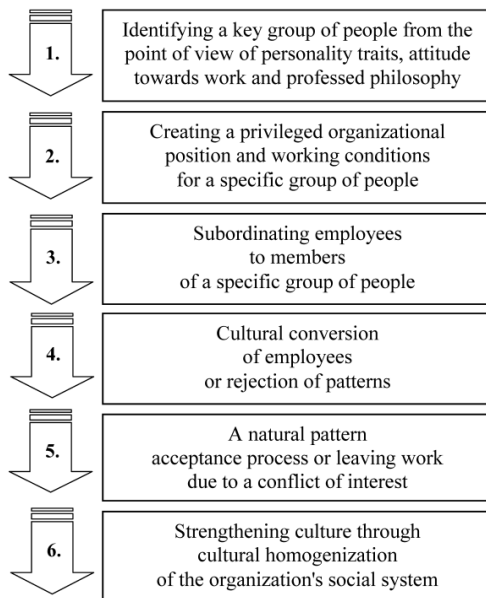 1.
Identifying a key group of people from the
point of view of personality traits, attitude
towards work and professed philosophy
2.
Creating a privileged organizational
position and working conditions
for a specific group of people
3.
Subordinating employees
to members
of a specific group of people
4.
Cultural conversion
of employees
or rejection of patterns
5.
A natural pattern
acceptance process or leaving work
due to a conflict of interest
6.
Strengthening culture through
cultural homogenization
of the organization's social system